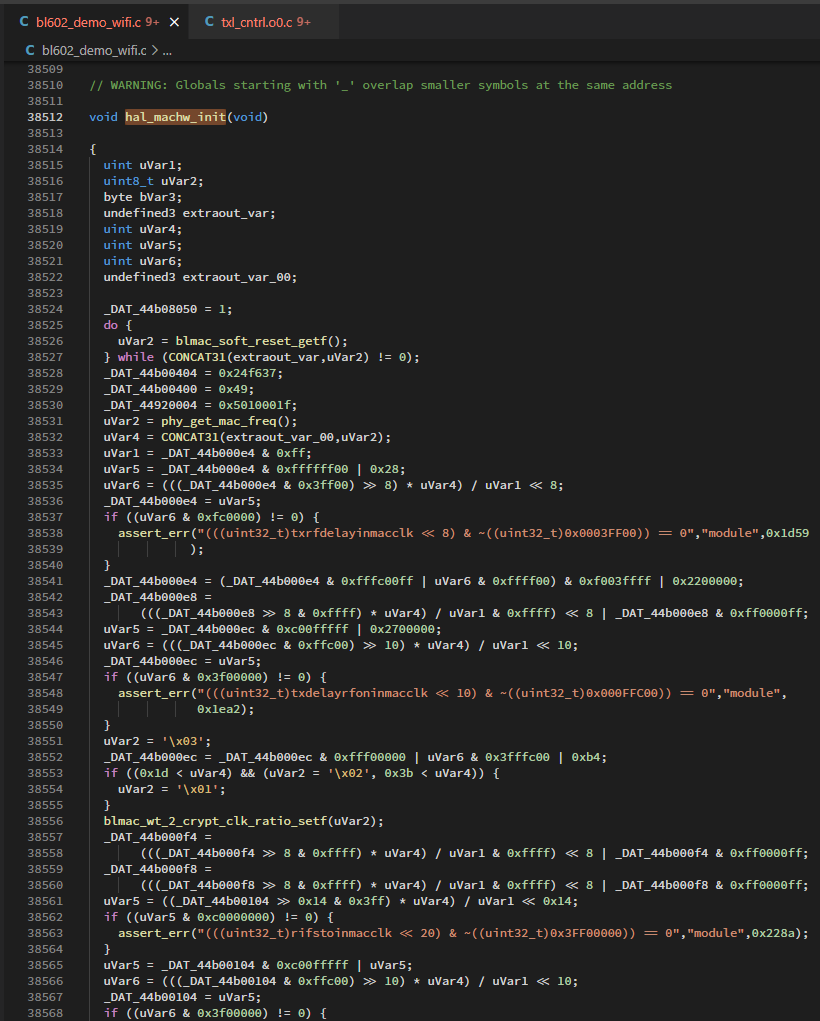 C bl602_demo_wifi.c 9+ ✕ C txl_cntrl.o0.c 9+
C bl602_demo_wifi.c > ...
38509
38510 // WARNING: Globals starting with '_' overlap smaller symbols at the same address
38511
38512 void hal_machw_init(void)
38513
38514 {
38515 uint uVar1;
38516 uint8_t uVar2;
38517 byte bVar3;
38518 undefined3 extraout_var;
38519 uint uVar4;
38520 uint uVar5;
38521 uint uVar6;
38522 undefined3 extraout_var_00;
38523
38524 _DAT_44b08050 = 1;
38525 do {
38526 uVar2 = blmac_soft_reset_getf();
38527 } while (CONCAT31(extraout_var,uVar2) != 0);
38528 _DAT_44b00404 = 0x24f637;
38529 _DAT_44b00400 = 0x49;
38530 _DAT_44920004 = 0x5010001f;
38531 uVar2 = phy_get_mac_freq();
38532 uVar4 = CONCAT31(extraout_var_00,uVar2);
38533 uVar1 = _DAT_44b000e4 & 0xff;
38534 uVar5 = _DAT_44b000e4 & 0xffffff00 | 0x28;
38535 uVar6 = (((_DAT_44b000e4 & 0x3ff00) >> 8) * uVar4) / uVar1 << 8;
38536 _DAT_44b000e4 = uVar5;
38537 if ((uVar6 & 0xfc0000) != 0) {
38538 assert_err("(((uint32_t)txrfdelayinmacclk << 8) & ~((uint32_t)0x0003FF00)) == 0","module",0x1d59
38539 );
38540 }
38541 _DAT_44b000e4 = (_DAT_44b000e4 & 0xfffc00ff | uVar6 & 0xffff00) & 0xf003ffff | 0x2200000;
38542 _DAT_44b000e8 =
38543 (((_DAT_44b000e8 >> 8 & 0xffff) * uVar4) / uVar1 & 0xffff) << 8 | _DAT_44b000e8 & 0xff0000ff;
38544 uVar5 = _DAT_44b000ec & 0xc00fffff | 0x2700000;
38545 uVar6 = (((_DAT_44b000ec & 0xffc00) >> 10) * uVar4) / uVar1 << 10;
38546 _DAT_44b000ec = uVar5;
38547 if ((uVar6 & 0x3f00000) != 0) {
38548 assert_err("(((uint32_t)txdelayrfoninmacclk << 10) & ~((uint32_t)0x000FFC00)) == 0","module",
38549 0x1ea2);
38550 }
38551 uVar2 = '\x03';
38552 _DAT_44b000ec = _DAT_44b000ec & 0xfff00000 | uVar6 & 0x3fffc00 | 0xb4;
38553 if ((0x1d < uVar4) && (uVar2 = '\x02', 0x3b < uVar4)) {
38554 uVar2 = '\x01';
38555 }
38556 blmac_wt_2_crypt_clk_ratio_setf(uVar2);
38557 _DAT_44b000f4 =
38558 (((_DAT_44b000f4 >> 8 & 0xffff) * uVar4) / uVar1 & 0xffff) << 8 | _DAT_44b000f4 & 0xff0000ff;
38559 _DAT_44b000f8 =
38560 (((_DAT_44b000f8 >> 8 & 0xffff) * uVar4) / uVar1 & 0xffff) << 8 | _DAT_44b000f8 & 0xff0000ff;
38561 uVar5 = ((_DAT_44b00104 >> 0x14 & 0x3ff) * uVar4) / uVar1 << 0x14;
38562 if ((uVar5 & 0xc0000000) != 0) {
38563 assert_err("(((uint32_t)rifstoinmacclk << 20) & ~((uint32_t)0x3FF00000)) == 0","module",0x228a);
38564 }
38565 uVar5 = _DAT_44b00104 & 0xc00fffff | uVar5;
38566 uVar6 = (((_DAT_44b00104 & 0xffc00) >> 10) * uVar4) / uVar1 << 10;
38567 _DAT_44b00104 = uVar5;
38568 if ((uVar6 & 0x3f00000) != 0) {